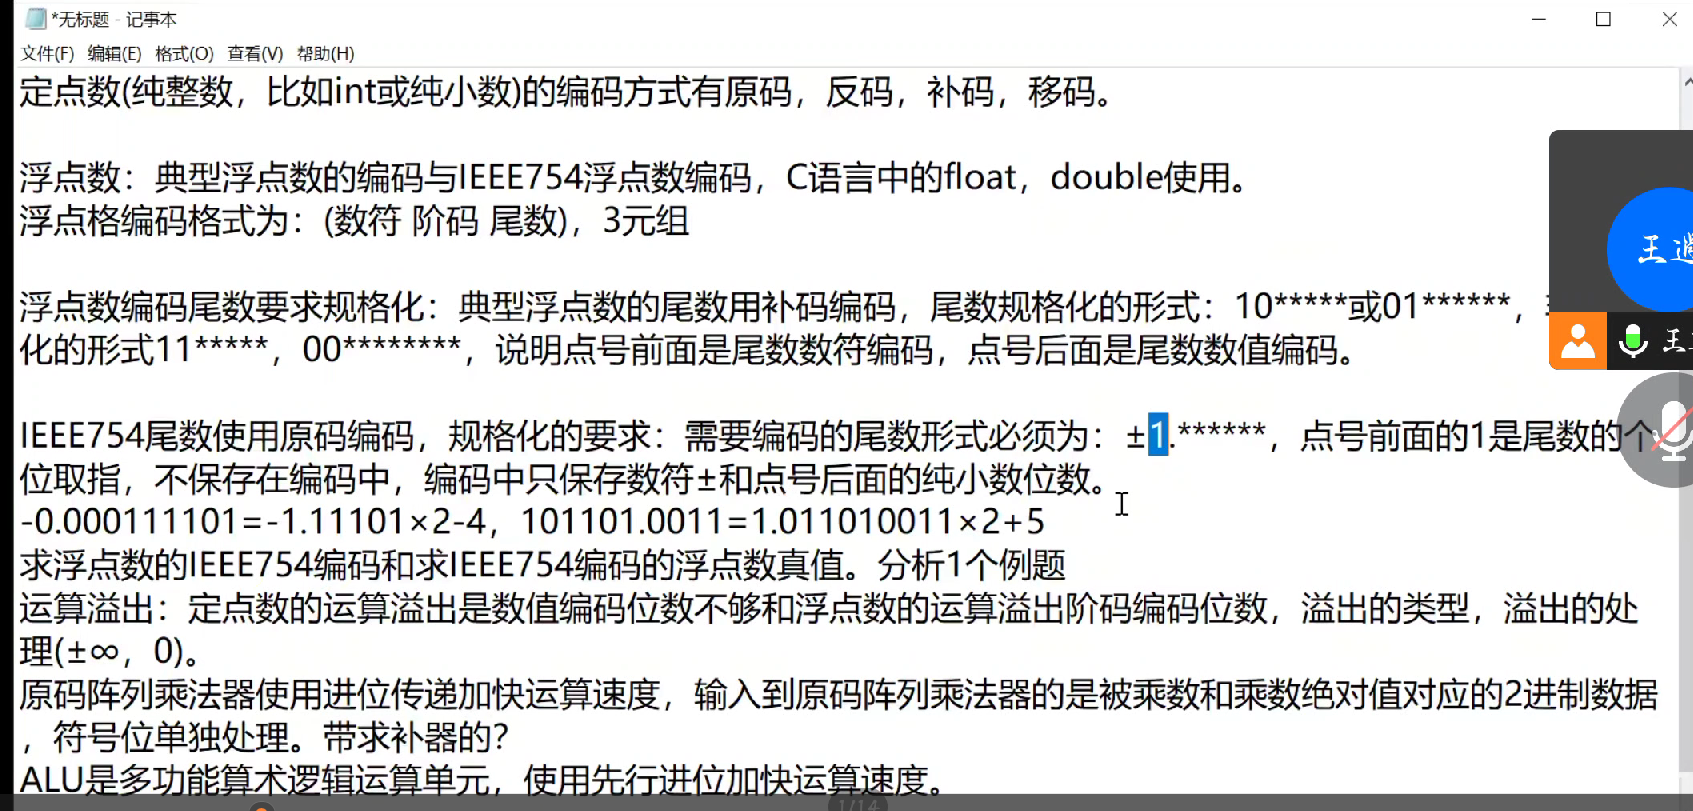 *无标题 - 记事本
文件(F) 编辑(E) 格式(O) 查看(V) 帮助(H)
定点数(纯整数，比如int或纯小数)的编码方式有原码，反码，补码，移码。
浮点数：典型浮点数的编码与IEEE754浮点数编码，C语言中的float，double使用。
浮点格编码格式为：(数符 阶码 尾数)，3元组
浮点数编码尾数要求规格化：典型浮点数的尾数用补码编码，尾数规格化的形式：10*****或01******，
化的形式11*****，00********，说明点号前面是尾数数符编码，点号后面是尾数数值编码。
IEEE754尾数使用原码编码，规格化的要求：需要编码的尾数形式必须为：±1.******，点号前面的1是尾数的个
位取指，不保存在编码中，编码中只保存数符±和点号后面的纯小数位数。
-0.000111101=-1.11101×2-4，101101.0011=1.011010011×2+5
求浮点数的IEEE754编码和求IEEE754编码的浮点数真值。分析1个例题
运算溢出：定点数的运算溢出是数值编码位数不够和浮点数的运算溢出阶码编码位数，溢出的类型，溢出的处
理(±∞，0)。
原码阵列乘法器使用进位传递加快运算速度，输入到原码阵列乘法器的是被乘数和乘数绝对值对应的2进制数据
，符号位单独处理。带求补器的?
ALU是多功能算术逻辑运算单元，使用先行进位加快运算速度。
王
王
1/14